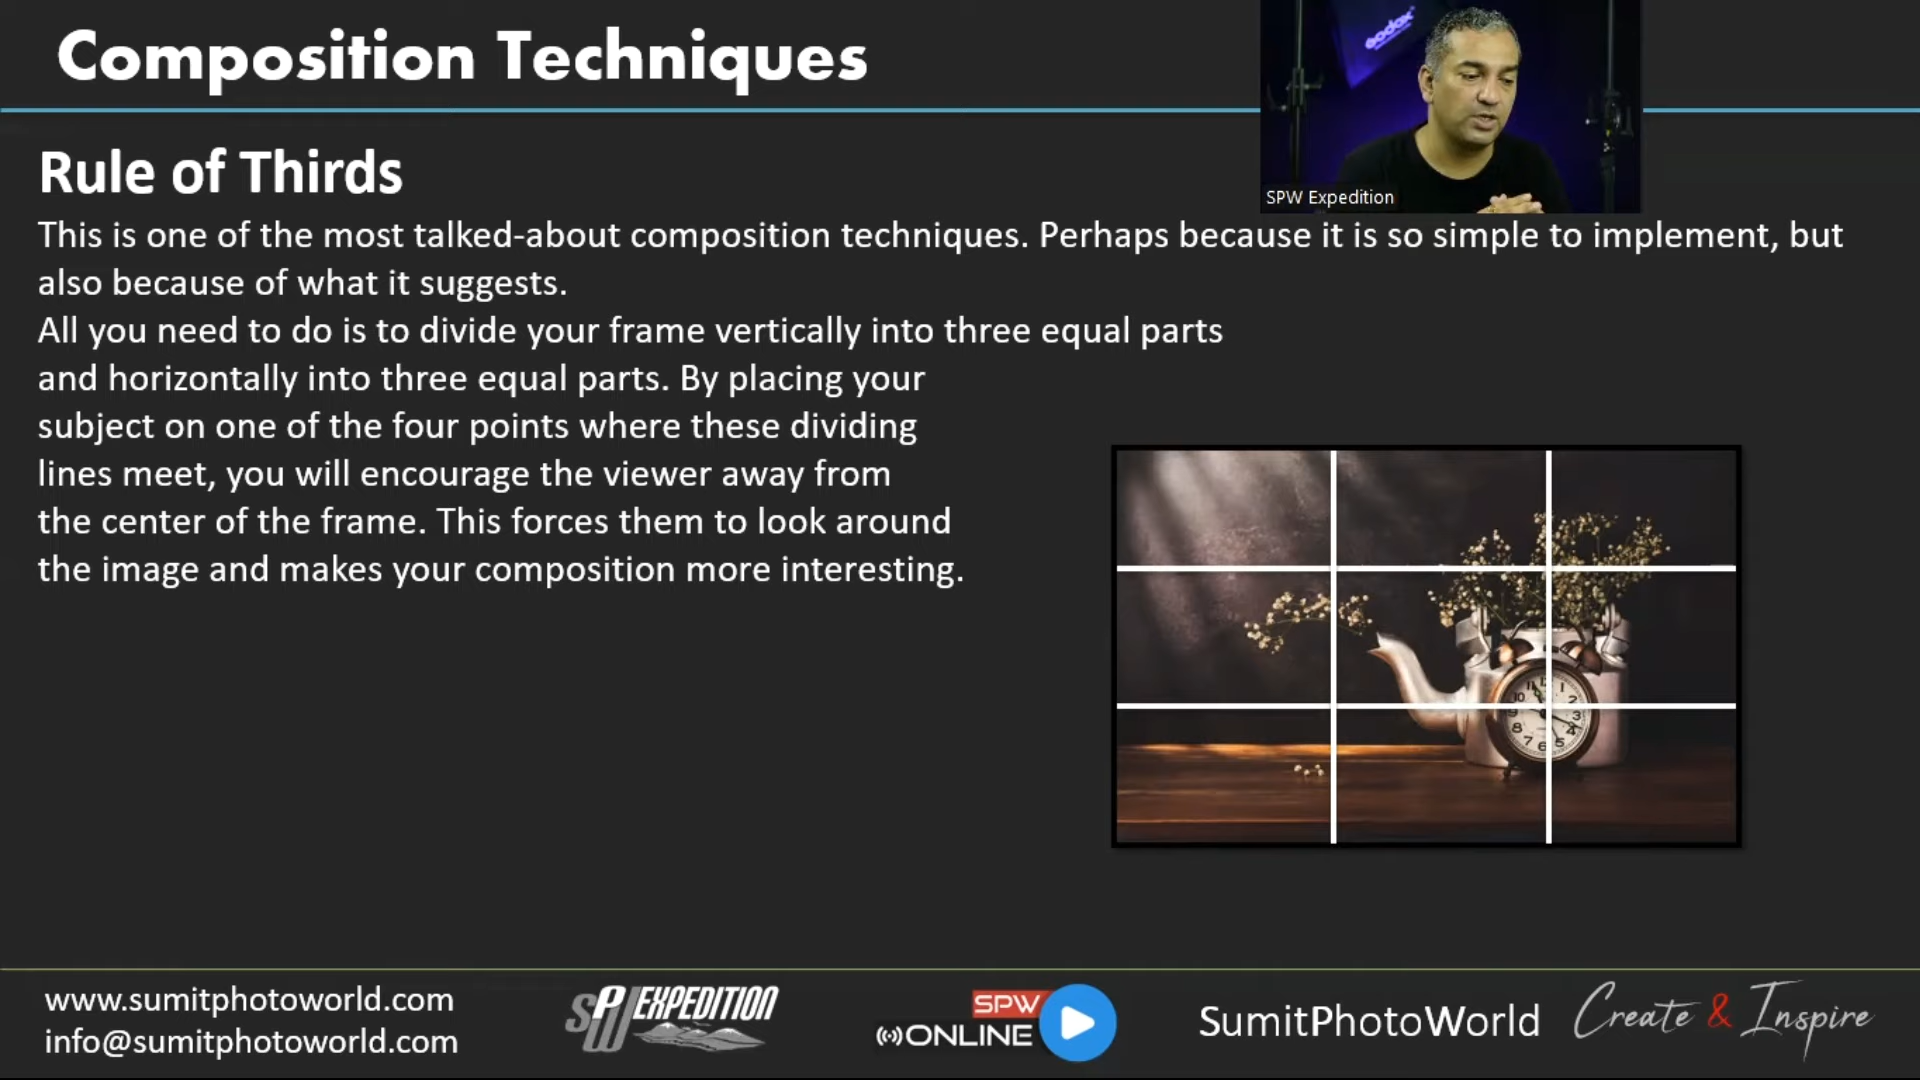 Composition Techniques
Godox
SPW Expedition
Rule of Thirds
This is one of the most talked-about composition techniques. Perhaps because it is so simple to implement, but
also because of what it suggests.
All you need to do is to divide your frame vertically into three equal parts
and horizontally into three equal parts. By placing your
subject on one of the four points where these dividing
lines meet, you will encourage the viewer away from
the center of the frame. This forces them to look around
the image and makes your composition more interesting.
www.sumitphotoworld.com
info@sumitphotoworld.com
SPW EXPEDITION
SPW
ONLINE
SumitPhotoWorld
Create & Inspire